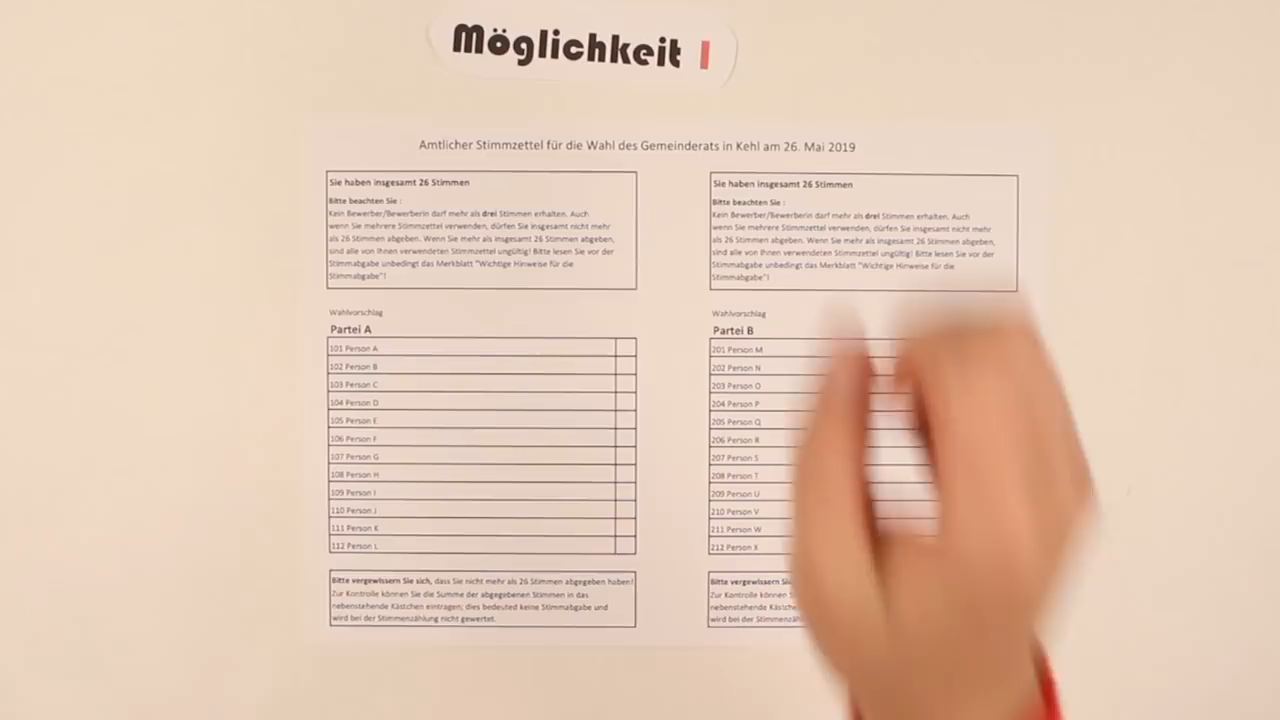 Möglichkeit I
Amtlicher Stimmzettel für die Wahl des Gemeinderats in Kehl am 26. Mai 2019
Sie haben insgesamt 26 Stimmen
Bitte beachten Sie :
Kein Bewerber/Bewerberin darf mehr als drei Stimmen erhalten. Auch
wenn Sie mehrere Stimmzettel verwenden, dürfen Sie insgesamt nicht mehr
als 26 Stimmen abgeben. Wenn Sie mehr als insgesamt 26 Stimmen abgeben,
sind alle von Ihnen verwendeten Stimmzettel ungültig! Bitte lesen Sie vor der
Stimmabgabe unbedingt das Merkblatt "Wichtige Hinweise für die
Stimmabgabe"!
Wahlvorschlag
Partei A
101 Person A
102 Person B
103 Person C
104 Person D
105 Person E
106 Person F
107 Person G
108 Person H
109 Person I
110 Person J
111 Person K
112 Person L
Bitte vergewissern Sie sich, dass Sie nicht mehr als 26 Stimmen abgegeben haben!
Zur Kontrolle können Sie die Summe der abgegebenen Stimmen in das
nebenstehende Kästchen eintragen; dies bedeuted keine Stimmabgabe und
wird bei der Stimmenzählung nicht gewertet.
Sie haben insgesamt 26 Stimmen
Bitte beachten Sie :
Kein Bewerber/Bewerberin darf mehr als drei Stimmen erhalten. Auch
wenn Sie mehrere Stimmzettel verwenden, dürfen Sie insgesamt nicht mehr
als 26 Stimmen abgeben. Wenn Sie mehr als insgesamt 26 Stimmen abgeben,
sind alle von Ihnen verwendeten Stimmzettel ungültig! Bitte lesen Sie vor der
Stimmabgabe unbedingt das Merkblatt "Wichtige Hinweise für die
Stimmabgabe"!
Wahlvorschlag
Partei B
201 Person M
202 Person N
203 Person O
204 Person P
205 Person Q
206 Person R
207 Person S
208 Person T
209 Person U
210 Person V
211 Person W
212 Person X
Bitte vergewissern Sie
Zur Kontrolle können
nebenstehende
wird bei der